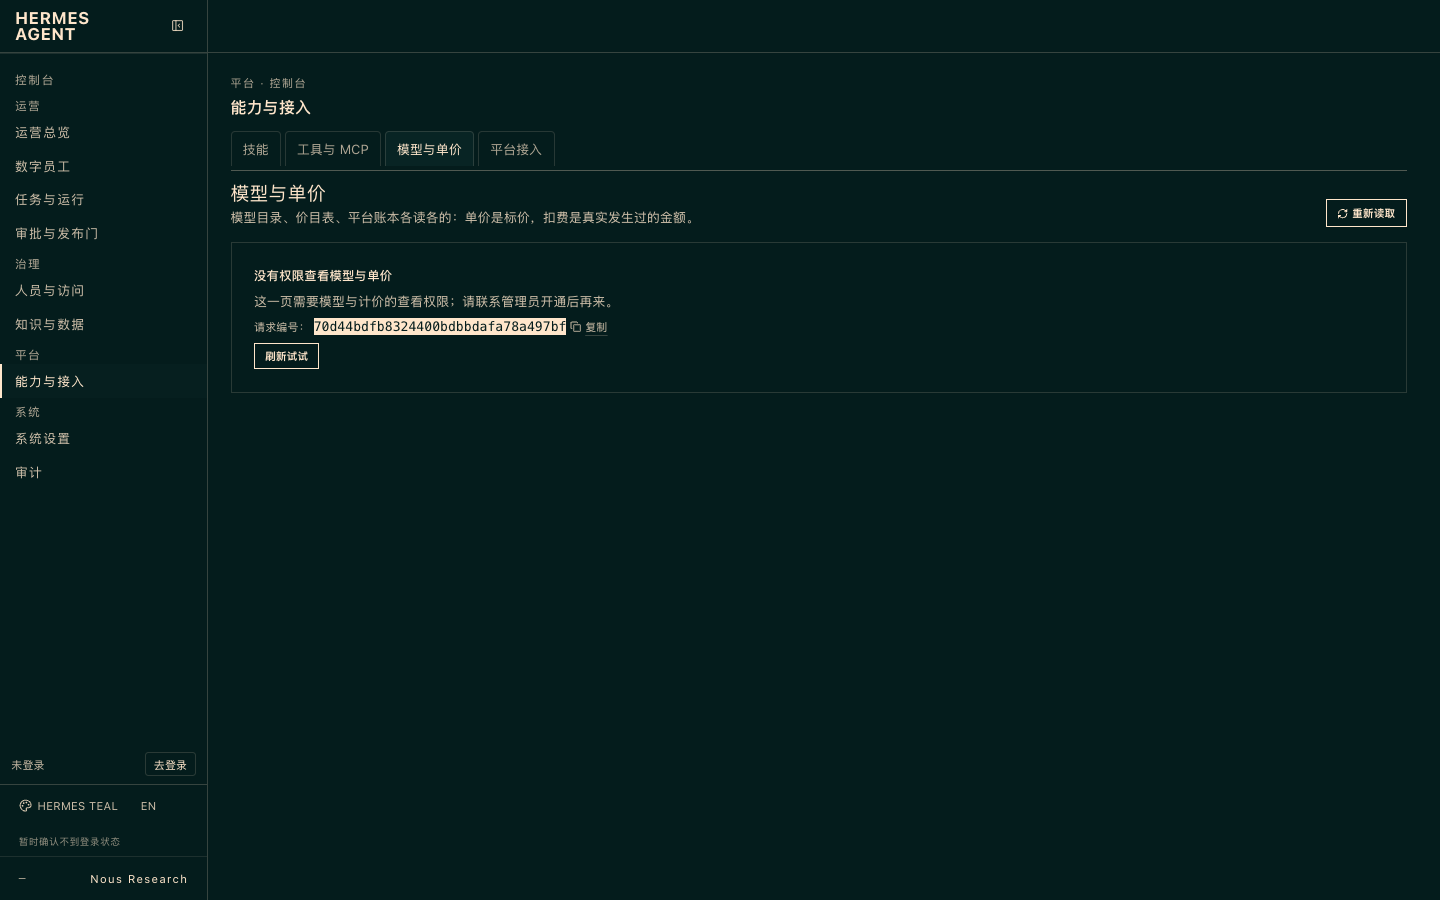 HERMES
AGENT
控制台
运营
运营总览
数字员工
任务与运行
审批与发布门
治理
人员与访问
知识与数据
平台
能力与接入
系统
系统设置
审计
未登录
去登录
HERMES TEAL EN
暂时确认不到登录状态
– Nous Research
平台 · 控制台
能力与接入
技能 工具与 MCP 模型与单价 平台接入
模型与单价
模型目录、价目表、平台账本各读各的：单价是标价，扣费是真实发生过的金额。
重新读取
没有权限查看模型与单价
这一页需要模型与计价的查看权限；请联系管理员开通后再来。
请求编号： 70d44bdfb8324400bdbbdafa78a497bf 复制
刷新试试